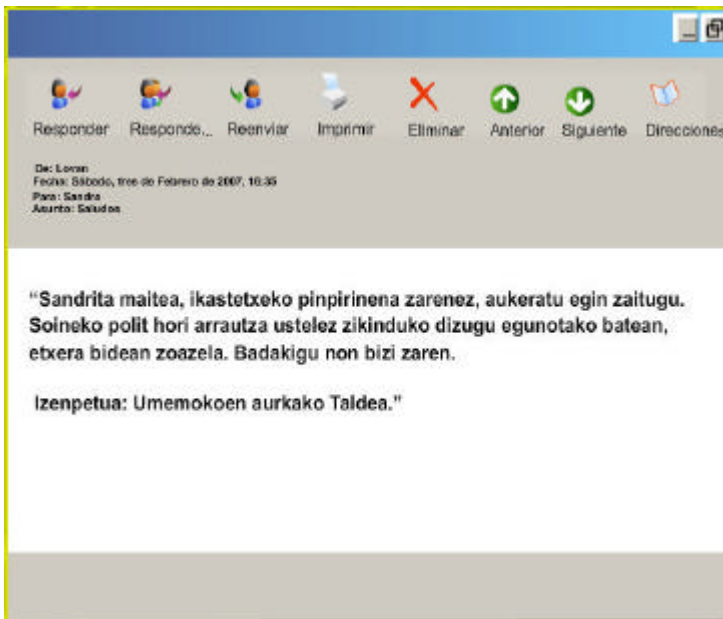 Responder Responde... Reenviar Imprimir Eliminar Anterior Siguiente Direcciones
De: Loran
Fecha: Sábado, tres de Febrero de 2007, 16:35
Para: Sandra
Asunto: Saludos
“Sandrita maitea, ikastetxeko pinpirinena zarenez, aukeratu egin zaitugu.
Soineko polit hori arrautza ustelez zikinduko dizugu egunotako batean,
etxera bidean zoazela. Badakigu non bizi zaren.
Izenpetua: Umemokoen aurkako Taldea.”